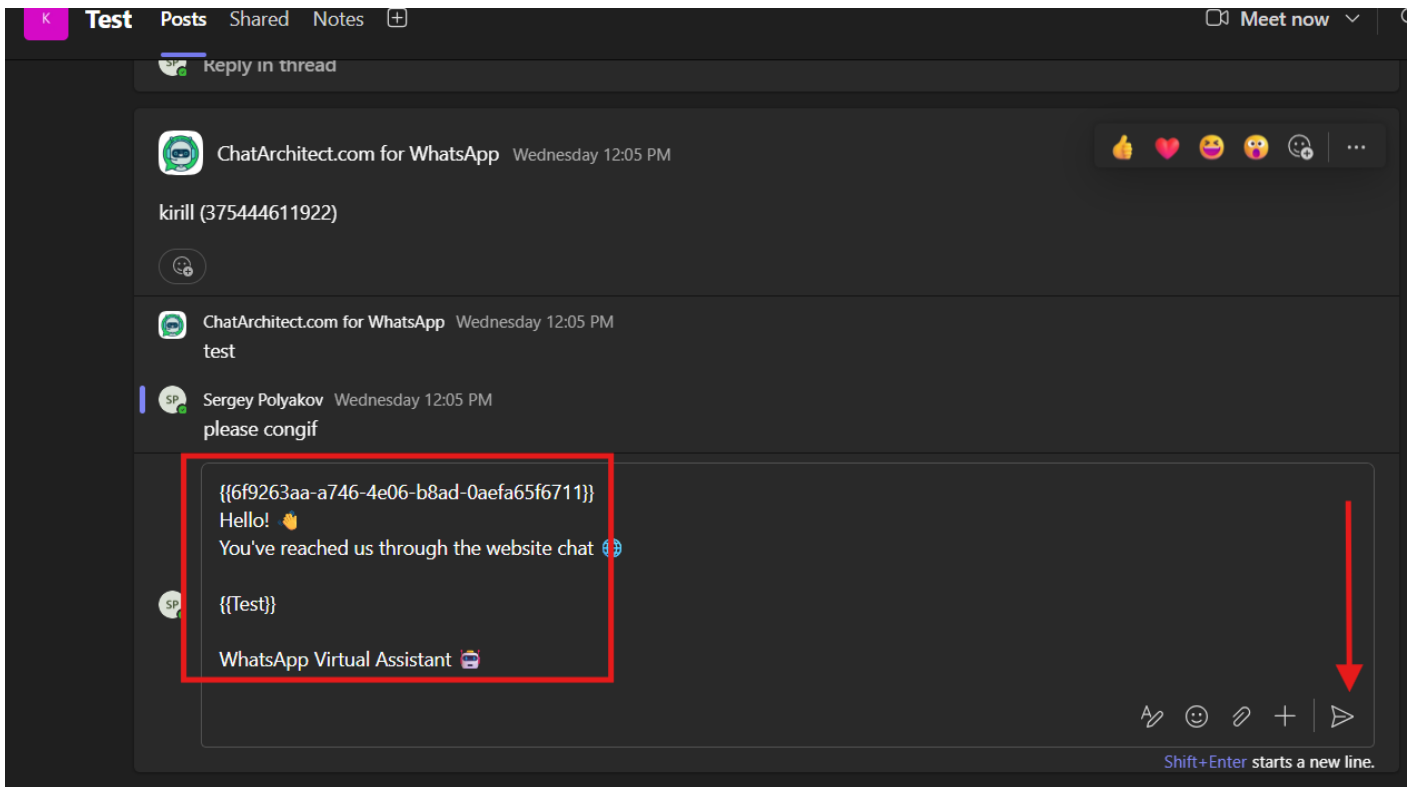 K Test Posts Shared Notes Meet now
SP Reply in thread
ChatArchitect.com for WhatsApp Wednesday 12:05 PM
kirill (375444611922)
ChatArchitect.com for WhatsApp Wednesday 12:05 PM
test
SP Sergey Polyakov Wednesday 12:05 PM
please congif
{{6f9263aa-a746-4e06-b8ad-0aefa65f6711}}
Hello! 👋
You've reached us through the website chat 🌐
SP {{Test}}
WhatsApp Virtual Assistant 🤖
Shift+Enter starts a new line.